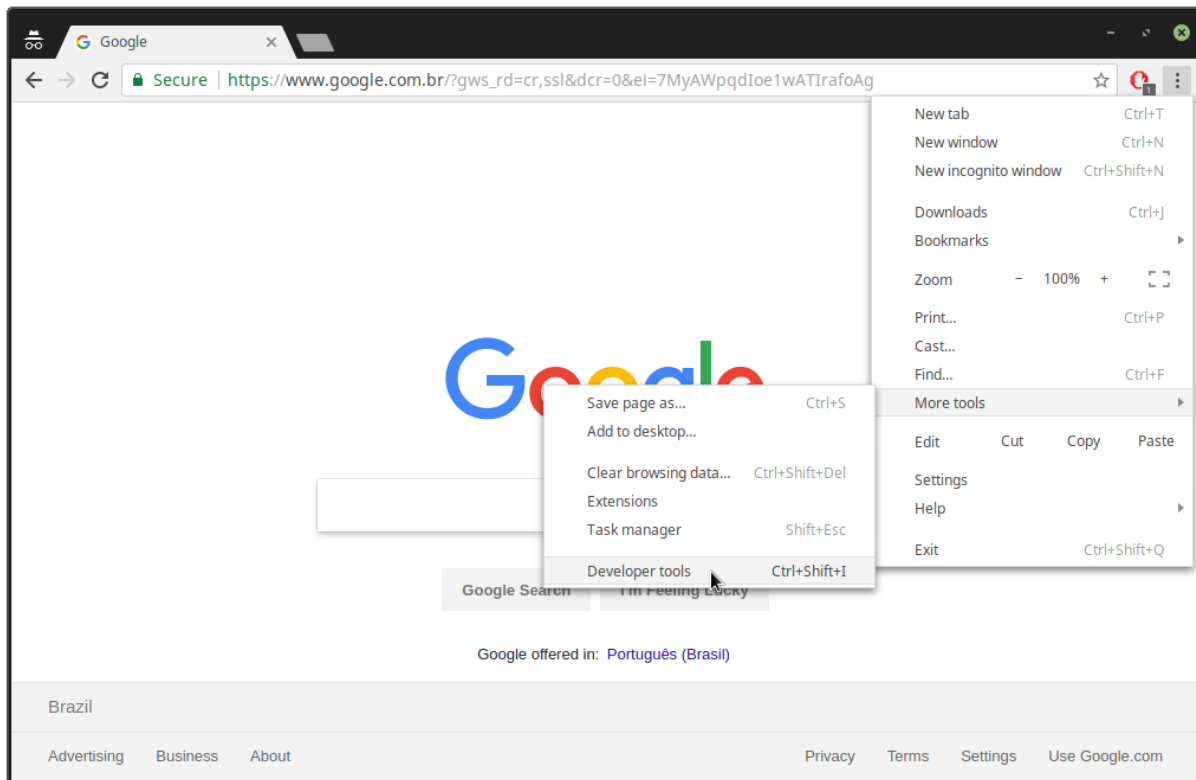 Google
Secure https://www.google.com.br/?gws_rd=cr,ssl&dcr=0&ei=7MyAWpqdIoe1wATIrafoAg
1
New tab Ctrl+T
New window Ctrl+N
New incognito window Ctrl+Shift+N
Downloads Ctrl+J
Bookmarks
Zoom − 100% +
Print... Ctrl+P
Cast...
Find... Ctrl+F
More tools
Edit Cut Copy Paste
Settings
Help
Exit Ctrl+Shift+Q
Google
Save page as... Ctrl+S
Add to desktop...
Clear browsing data... Ctrl+Shift+Del
Extensions
Task manager Shift+Esc
Developer tools Ctrl+Shift+I
Google Search I'm Feeling Lucky
Google offered in: Português (Brasil)
Brazil
Advertising Business About Privacy Terms Settings Use Google.com